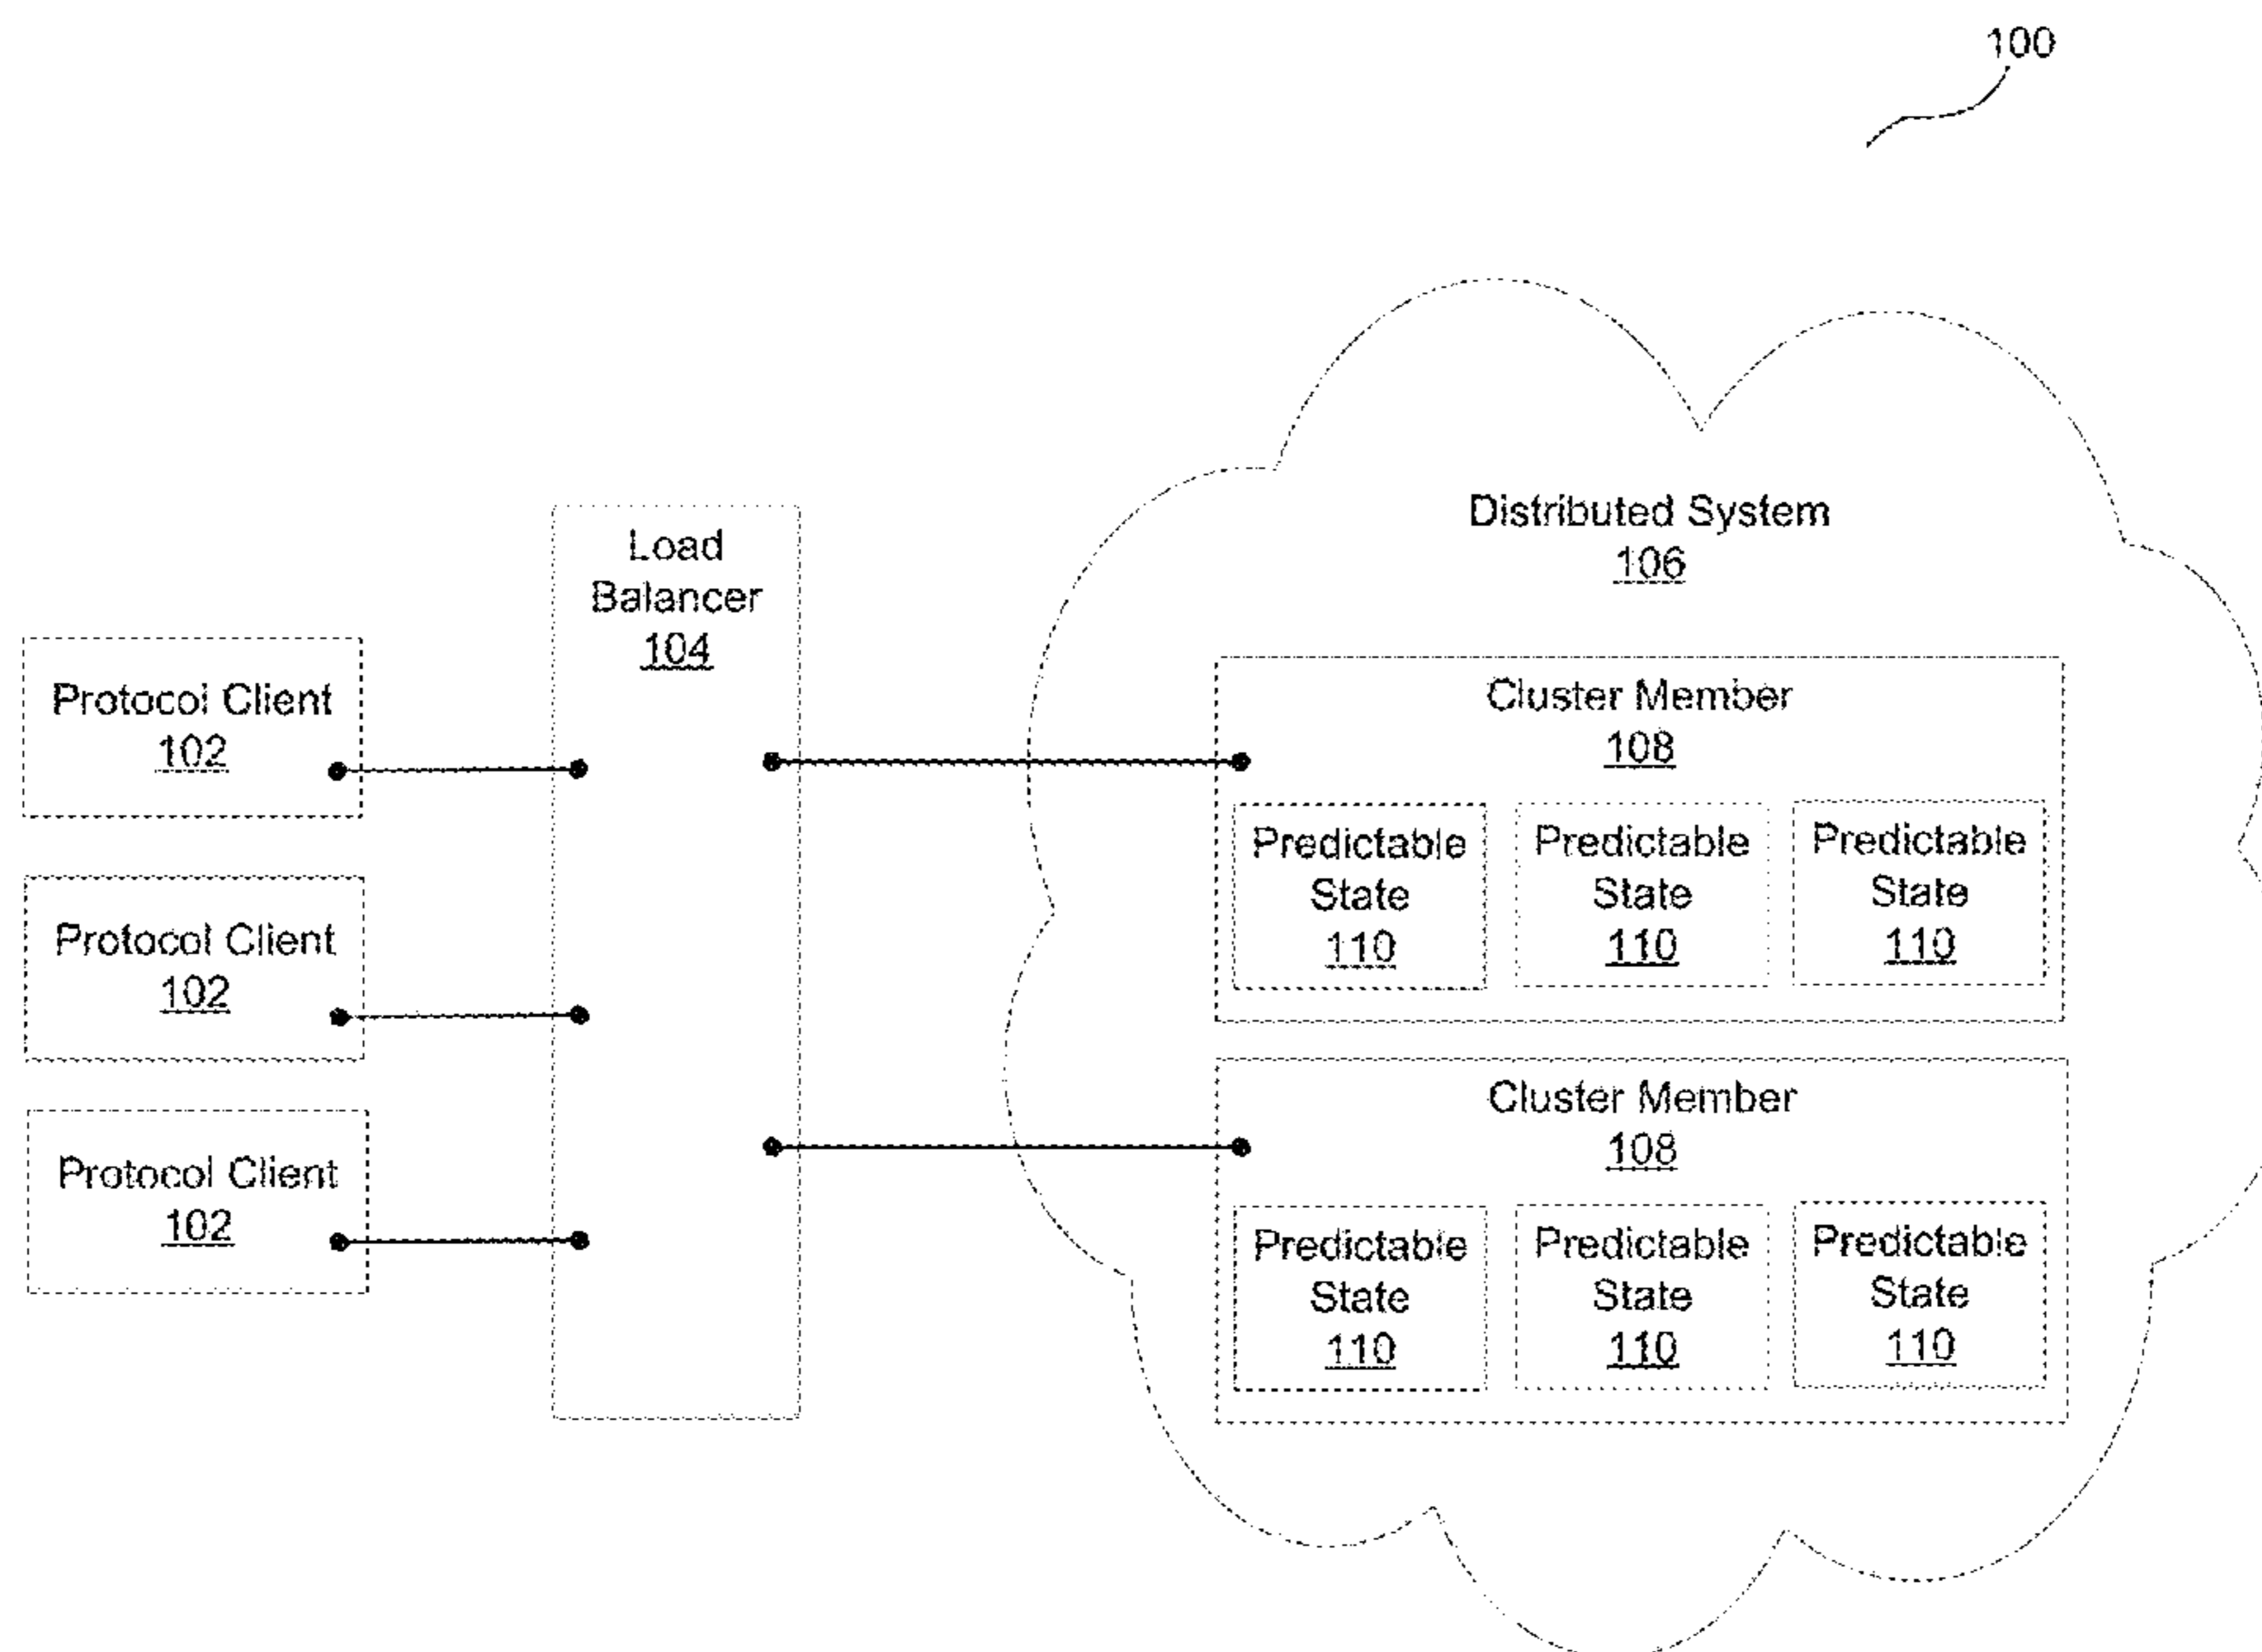 100
Distributed System
106
Load
Balancer
104
Protocol Client
102
Protocol Client
102
Protocol Client
102
Cluster Member
108
Predictable
State
110
Predictable
State
110
Predictable
State
110
Cluster Member
108
Predictable
State
110
Predictable
State
110
Predictable
State
110